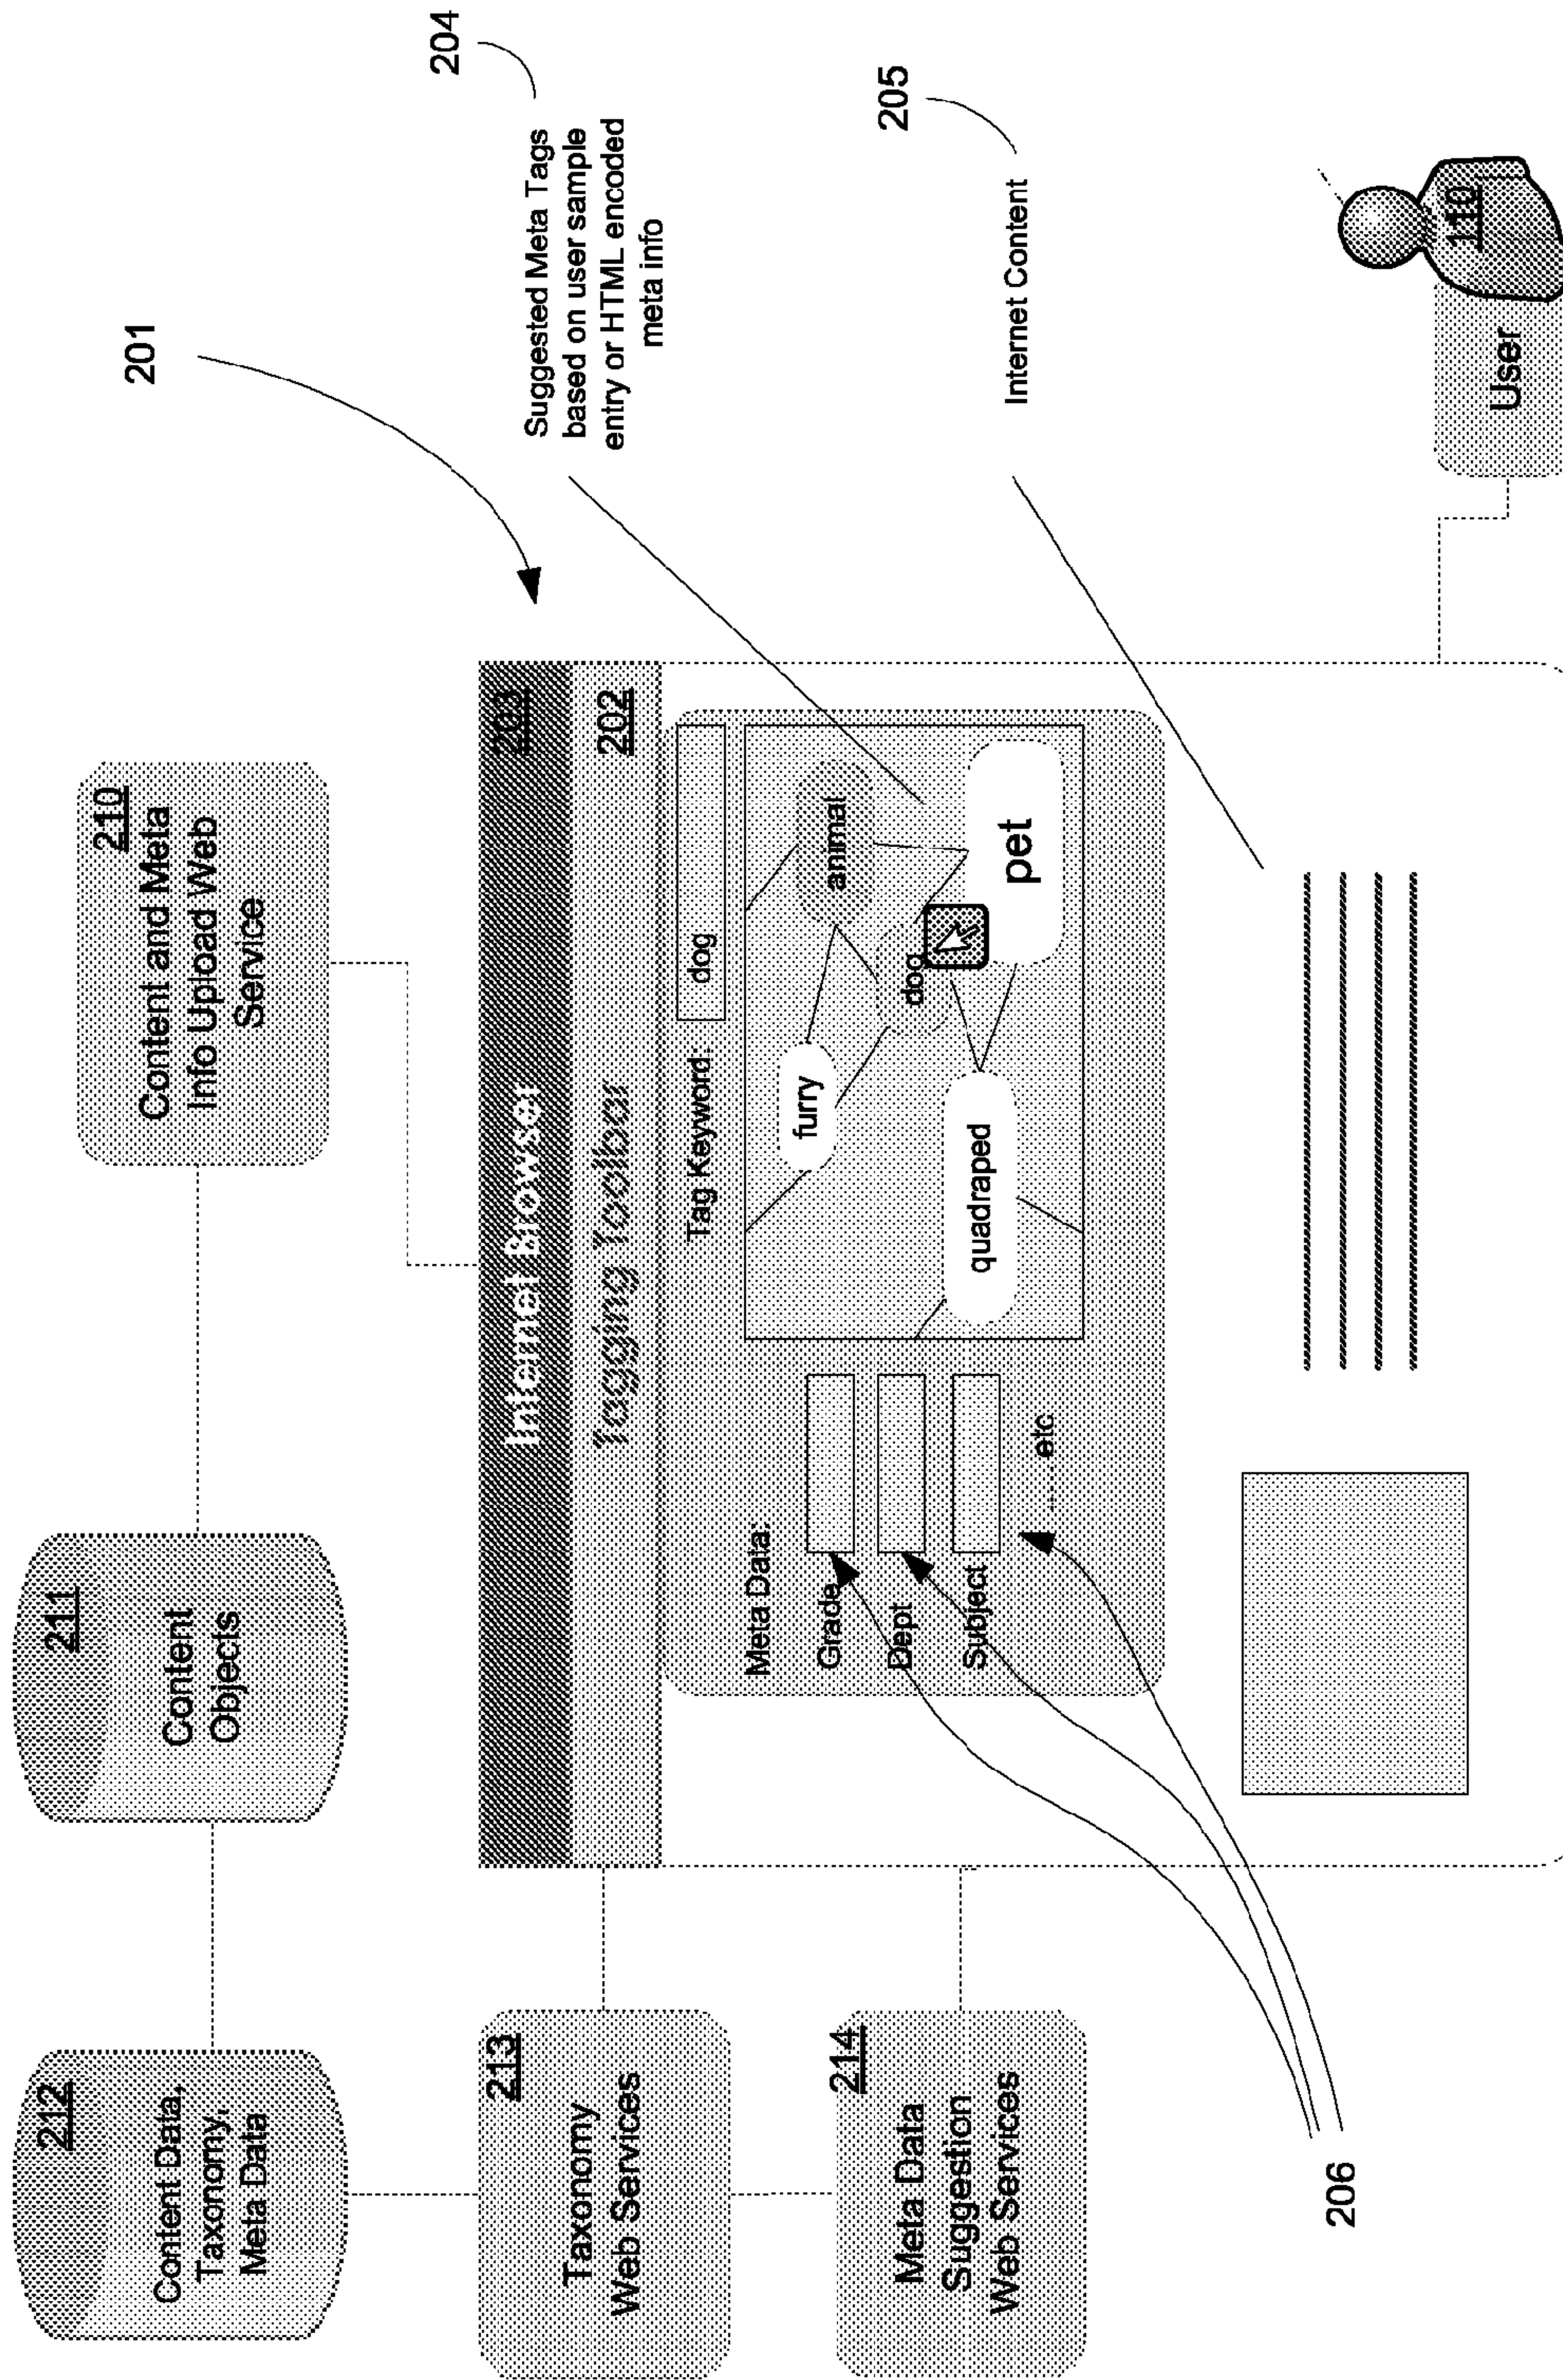 212
Content Data,
Taxonomy,
Meta Data
211
Content
Objects
210
Content and Meta
Info Upload Web
Service
201
213
Taxonomy
Web Services
Internet Browser
203
Tagging Toolbar
202
204
Suggested Meta Tags
based on user sample
entry or HTML encoded
meta info
Tag Keyword:
dog
Meta Data:
Grade
Dept
Subject
...etc
furry
animal
dog
quadraped
pet
214
Meta Data
Suggestion
Web Services
205
Internet Content
206
User
110